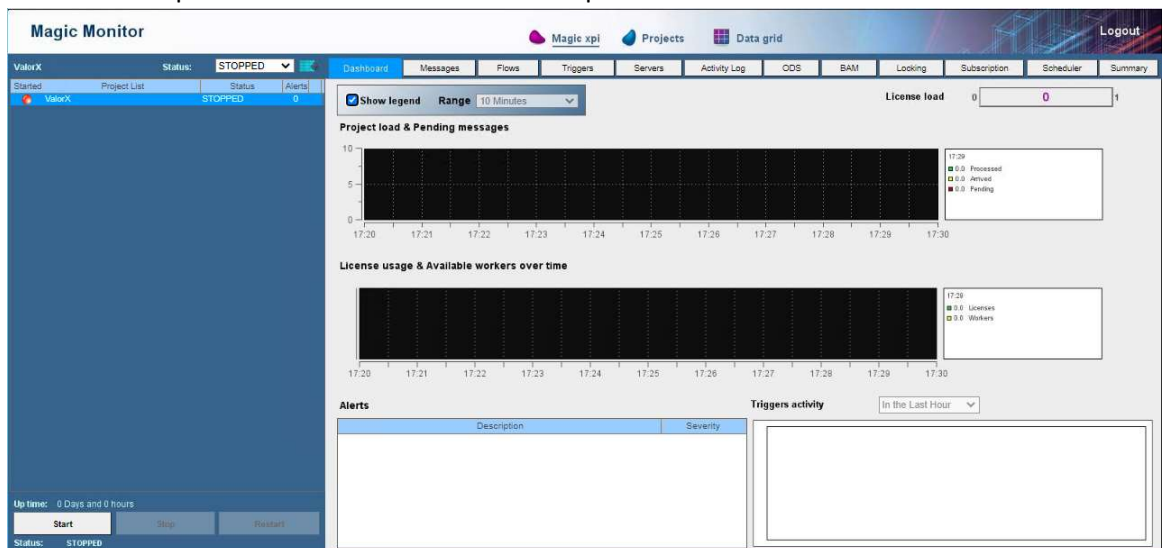 Magic Monitor
Magic xpi
Projects
Data grid
Logout
ValorX Status: STOPPED
Dashboard Messages Flows Triggers Servers Activity Log ODS BAM Locking Subscription Scheduler Summary
Started Project List Status Alerts
ValorX STOPPED 0
Show legend Range 10 Minutes
License load 0 0 1
Project load & Pending messages
10
5
0
17:20 17:21 17:22 17:23 17:24 17:25 17:26 17:27 17:28 17:29 17:30
17:29
0.0 Processed
0.0 Arrived
0.0 Pending
License usage & Available workers over time
17:20 17:21 17:22 17:23 17:24 17:25 17:26 17:27 17:28 17:29 17:30
17:29
0.0 Licenses
0.0 Workers
Alerts
Description Severity
Triggers activity In the Last Hour
Up time: 0 Days and 0 hours
Start Stop Restart
Status: STOPPED